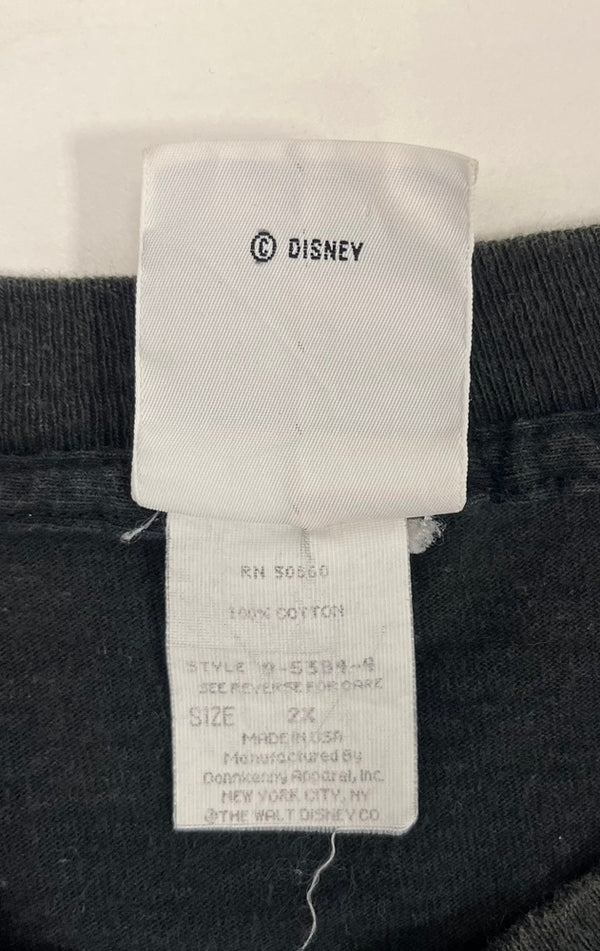 © DISNEY
RN 50660
100% COTTON
STYLE
SEE REVERSE FOR CARE
SIZE 2X
MADE IN USA
Manufactured By
Donnkenny Apparel, Inc.
NEW YORK CITY, NY
©THE WALT DISNEY CO